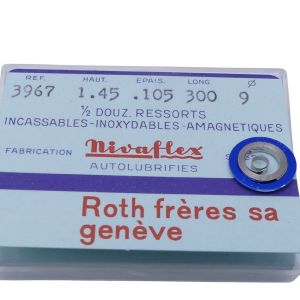 REF. HAUT. EPAIS. LONG. Ø
3967 1.45 .105 300 9
½ DOUZ. RESSORTS
INCASSABLES-INOXYDABLES-AMAGNETIQUES
FABRICATION Nivaflex
AUTOLUBRIFIES
Roth frères sa
genève